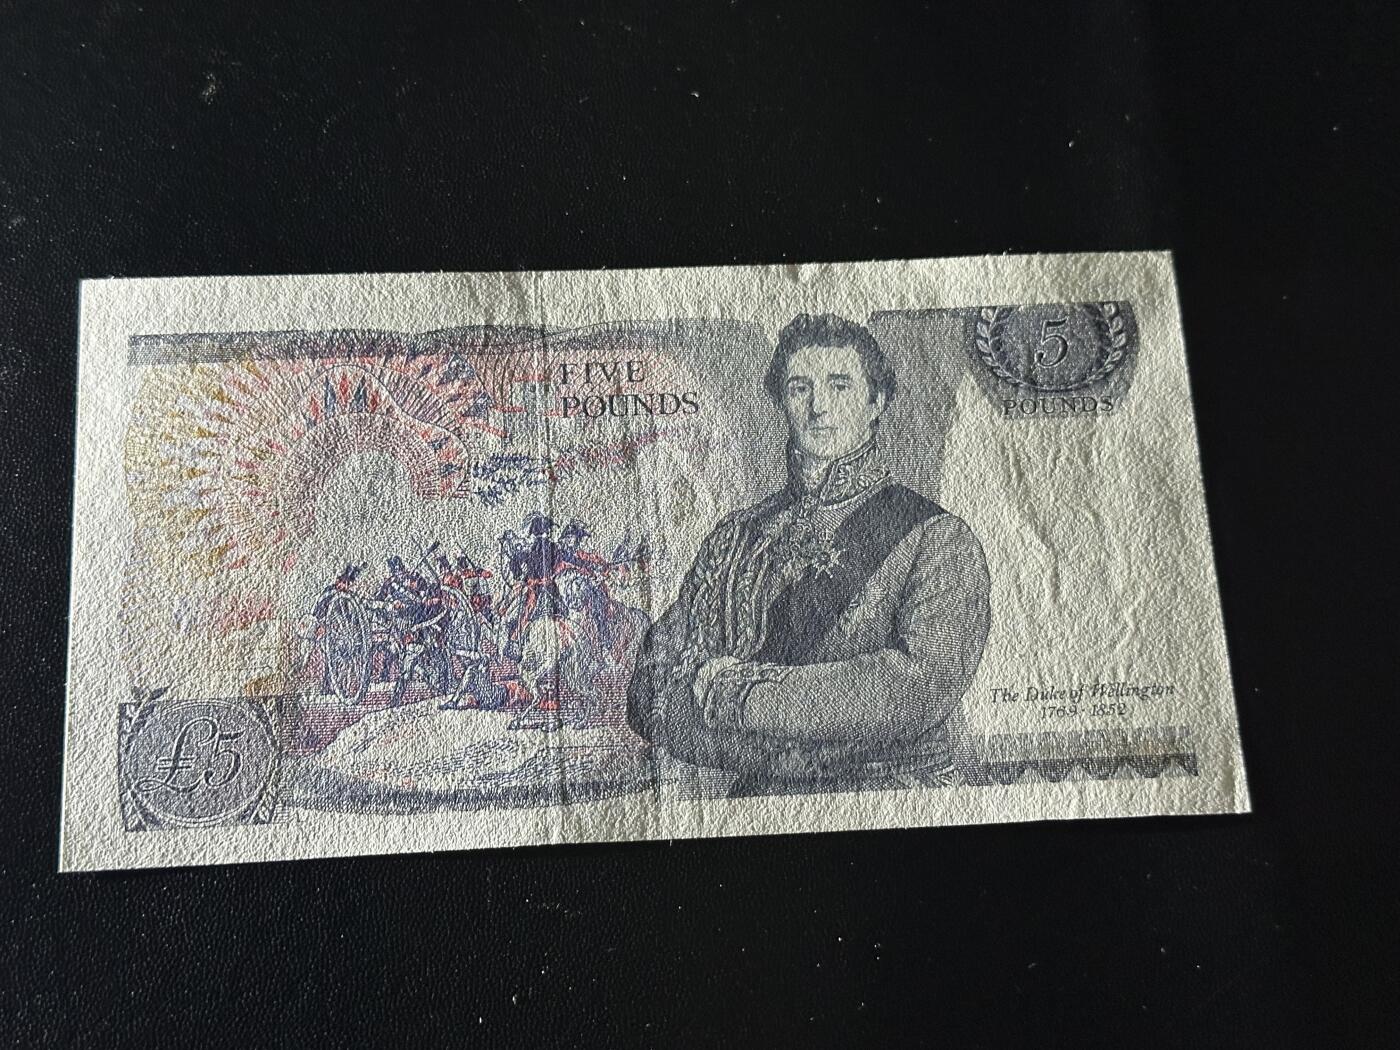 FIVE
POUNDS
5
POUNDS
The Duke of Wellington
1769-1852
£5